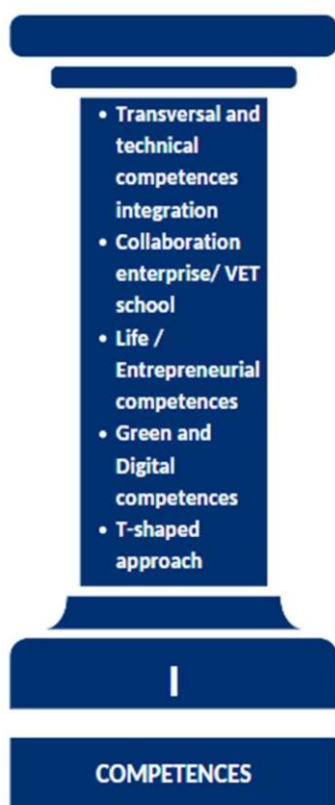 • Transversal and
technical
competences
integration
• Collaboration
enterprise/ VET
school
• Life /
Entrepreneurial
competences
• Green and
Digital
competences
• T-shaped
approach
I
COMPETENCES